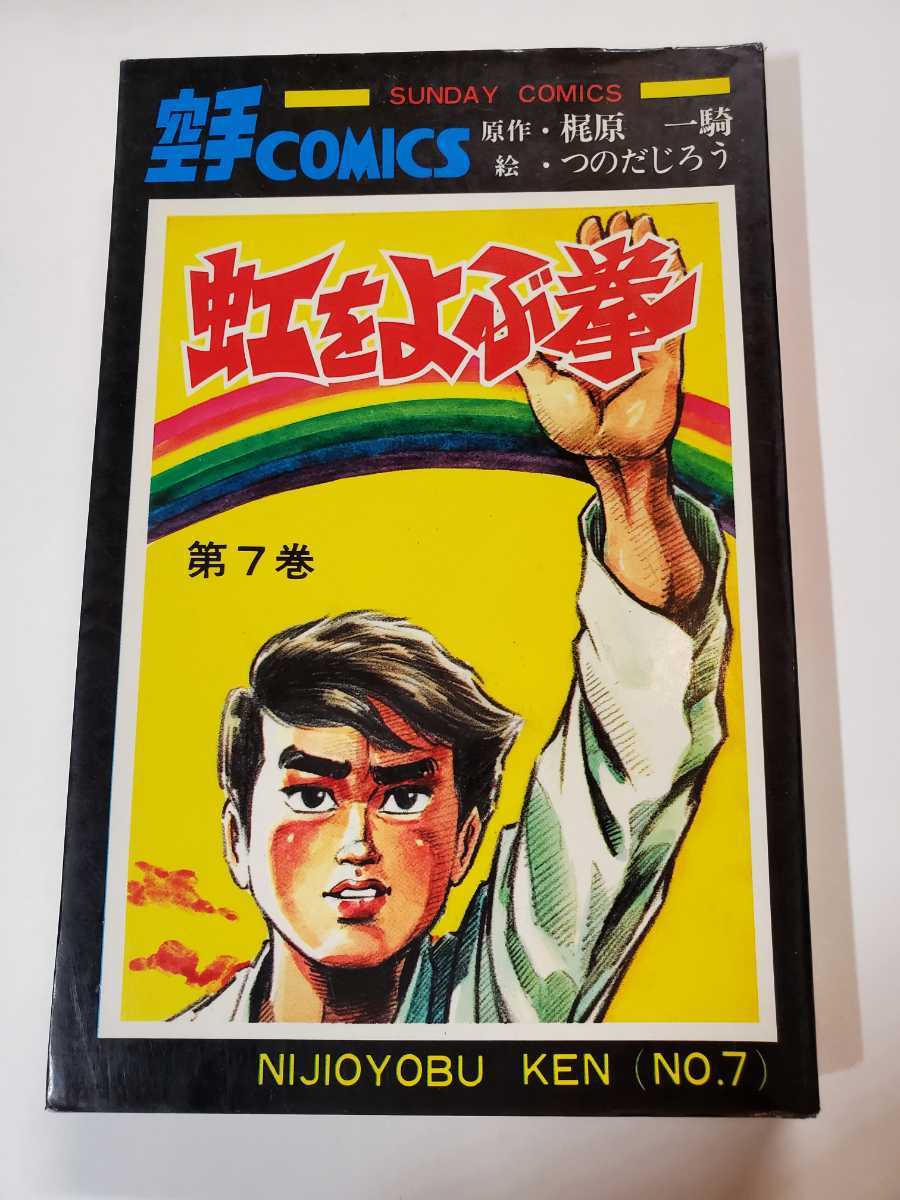 SUNDAY COMICS
空手COMICS
原作・梶原 一騎
絵・つのだじろう
虹をよぶ拳
第7巻
NIJIOYOBU KEN (NO.7)